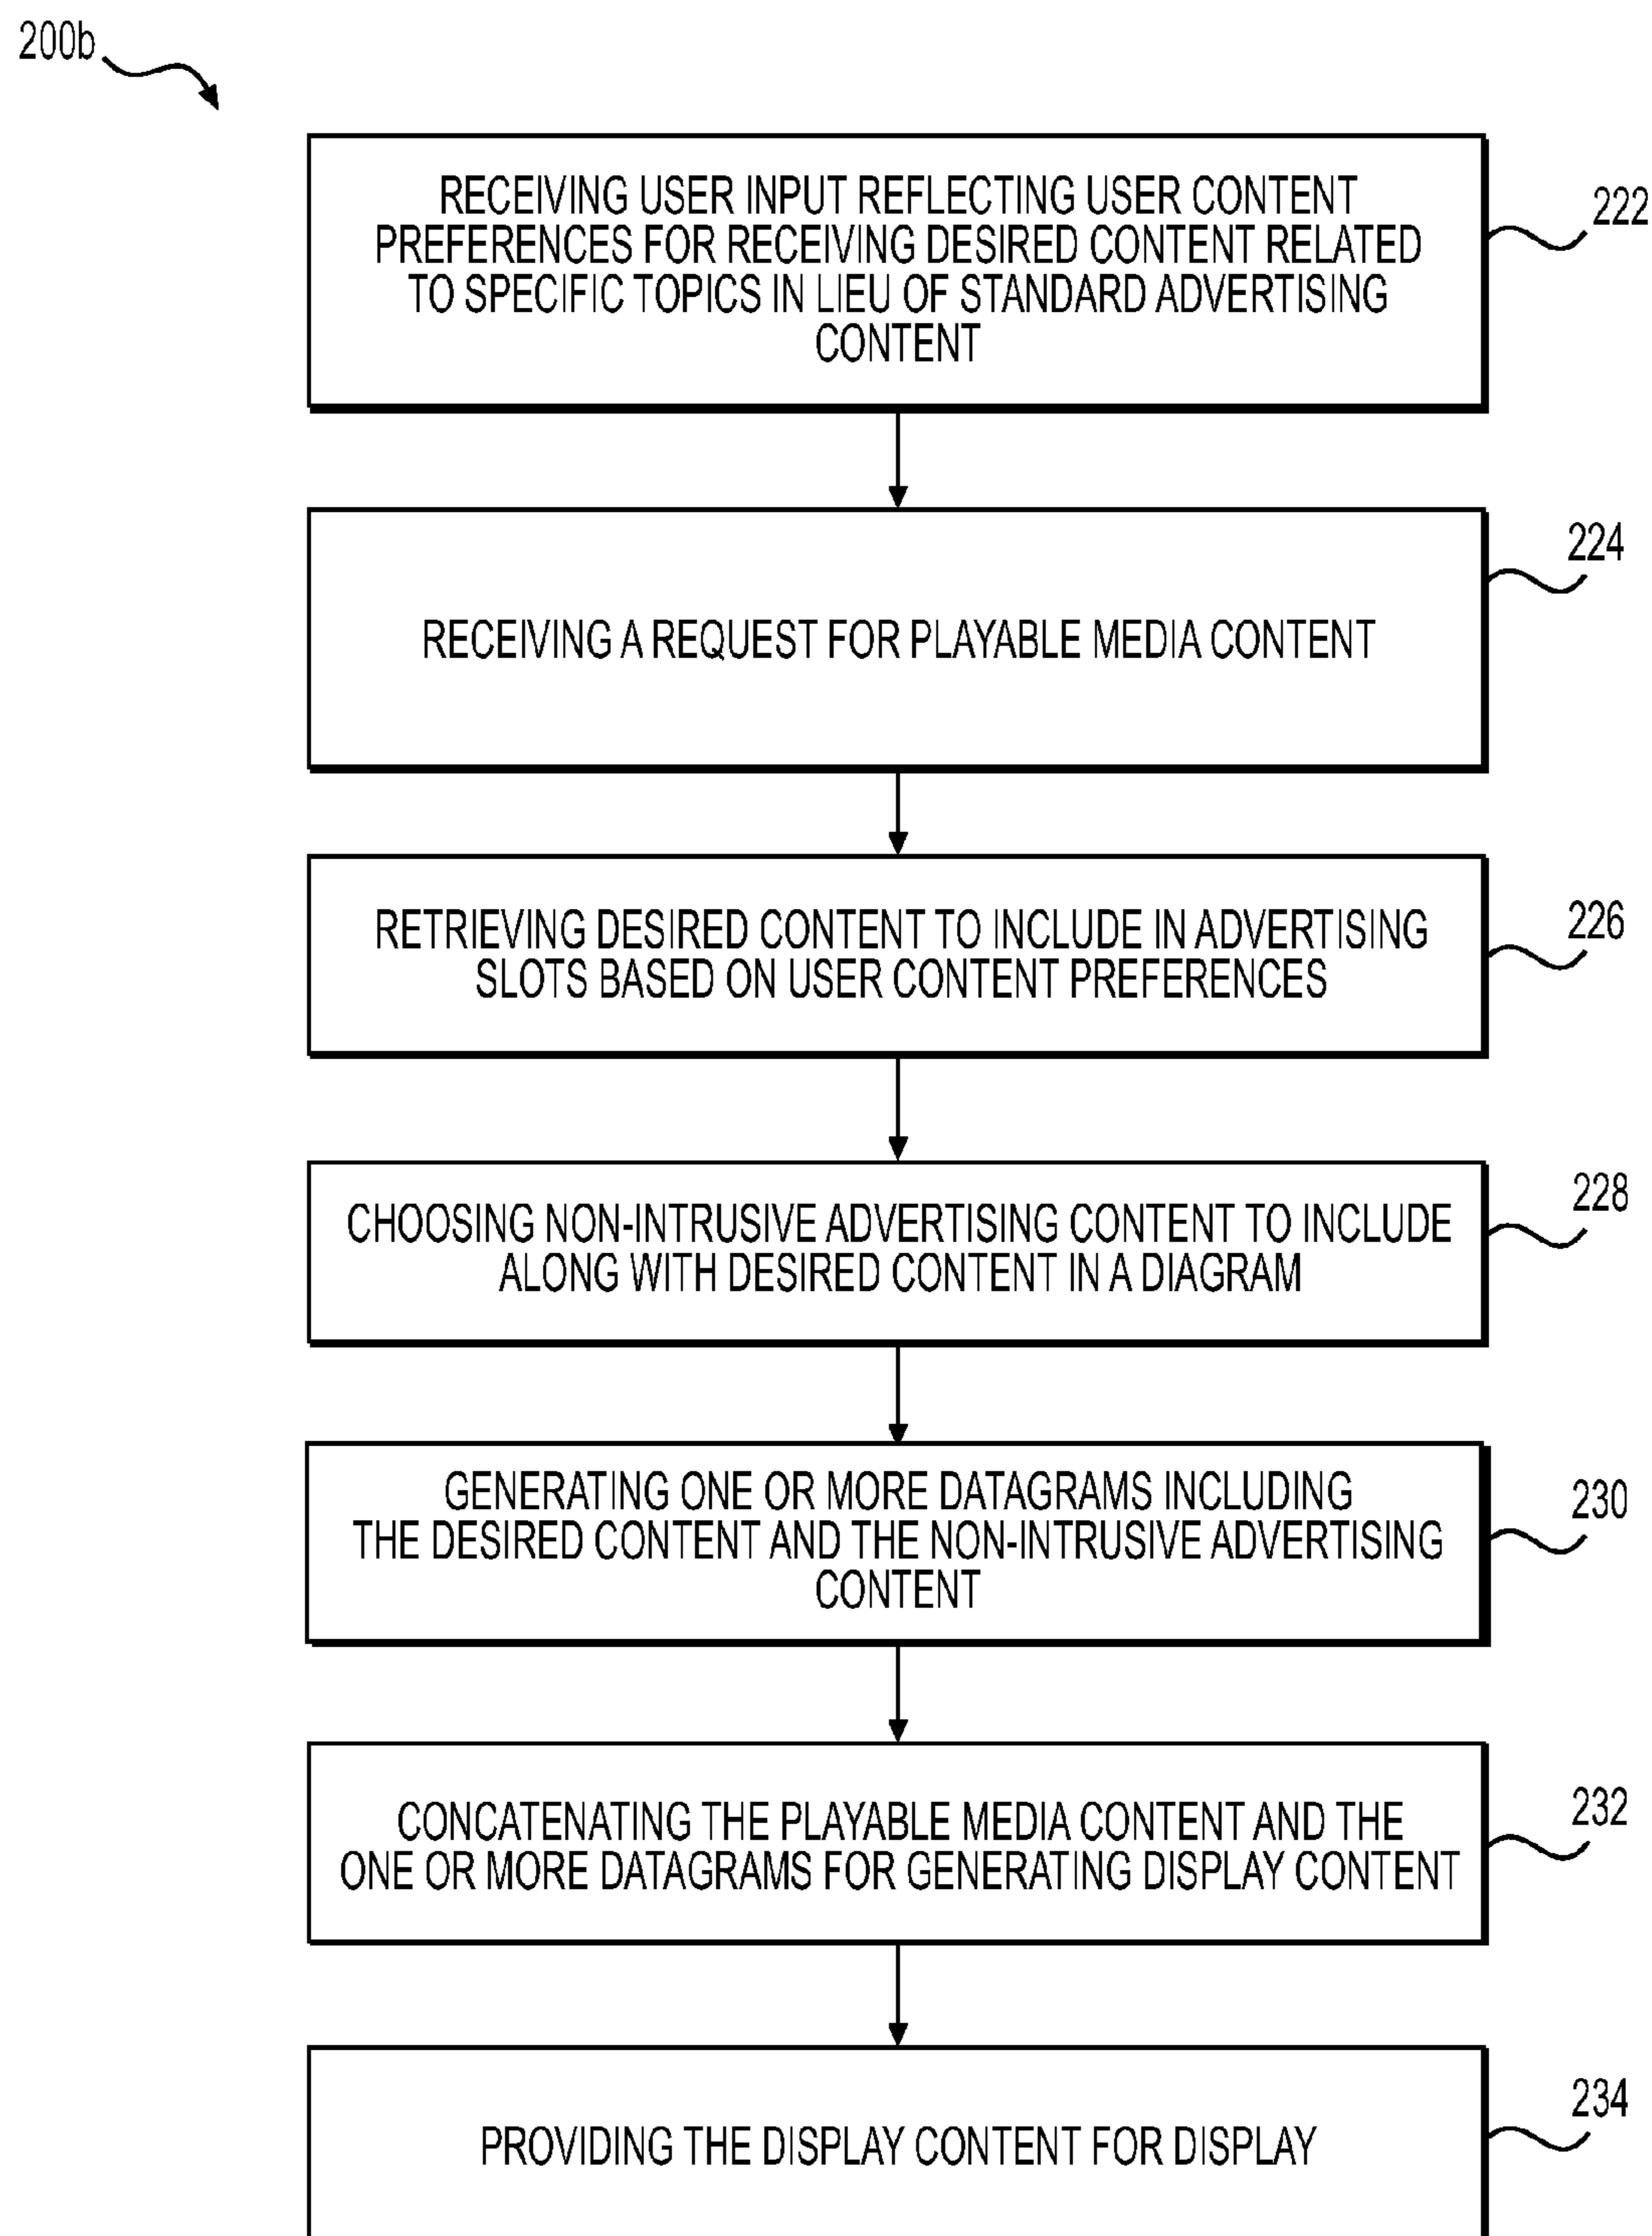 200b
RECEIVING USER INPUT REFLECTING USER CONTENT
PREFERENCES FOR RECEIVING DESIRED CONTENT RELATED
TO SPECIFIC TOPICS IN LIEU OF STANDARD ADVERTISING
CONTENT
222
RECEIVING A REQUEST FOR PLAYABLE MEDIA CONTENT
224
RETRIEVING DESIRED CONTENT TO INCLUDE IN ADVERTISING
SLOTS BASED ON USER CONTENT PREFERENCES
226
CHOOSING NON-INTRUSIVE ADVERTISING CONTENT TO INCLUDE
ALONG WITH DESIRED CONTENT IN A DIAGRAM
228
GENERATING ONE OR MORE DATAGRAMS INCLUDING
THE DESIRED CONTENT AND THE NON-INTRUSIVE ADVERTISING
CONTENT
230
CONCATENATING THE PLAYABLE MEDIA CONTENT AND THE
ONE OR MORE DATAGRAMS FOR GENERATING DISPLAY CONTENT
232
PROVIDING THE DISPLAY CONTENT FOR DISPLAY
234